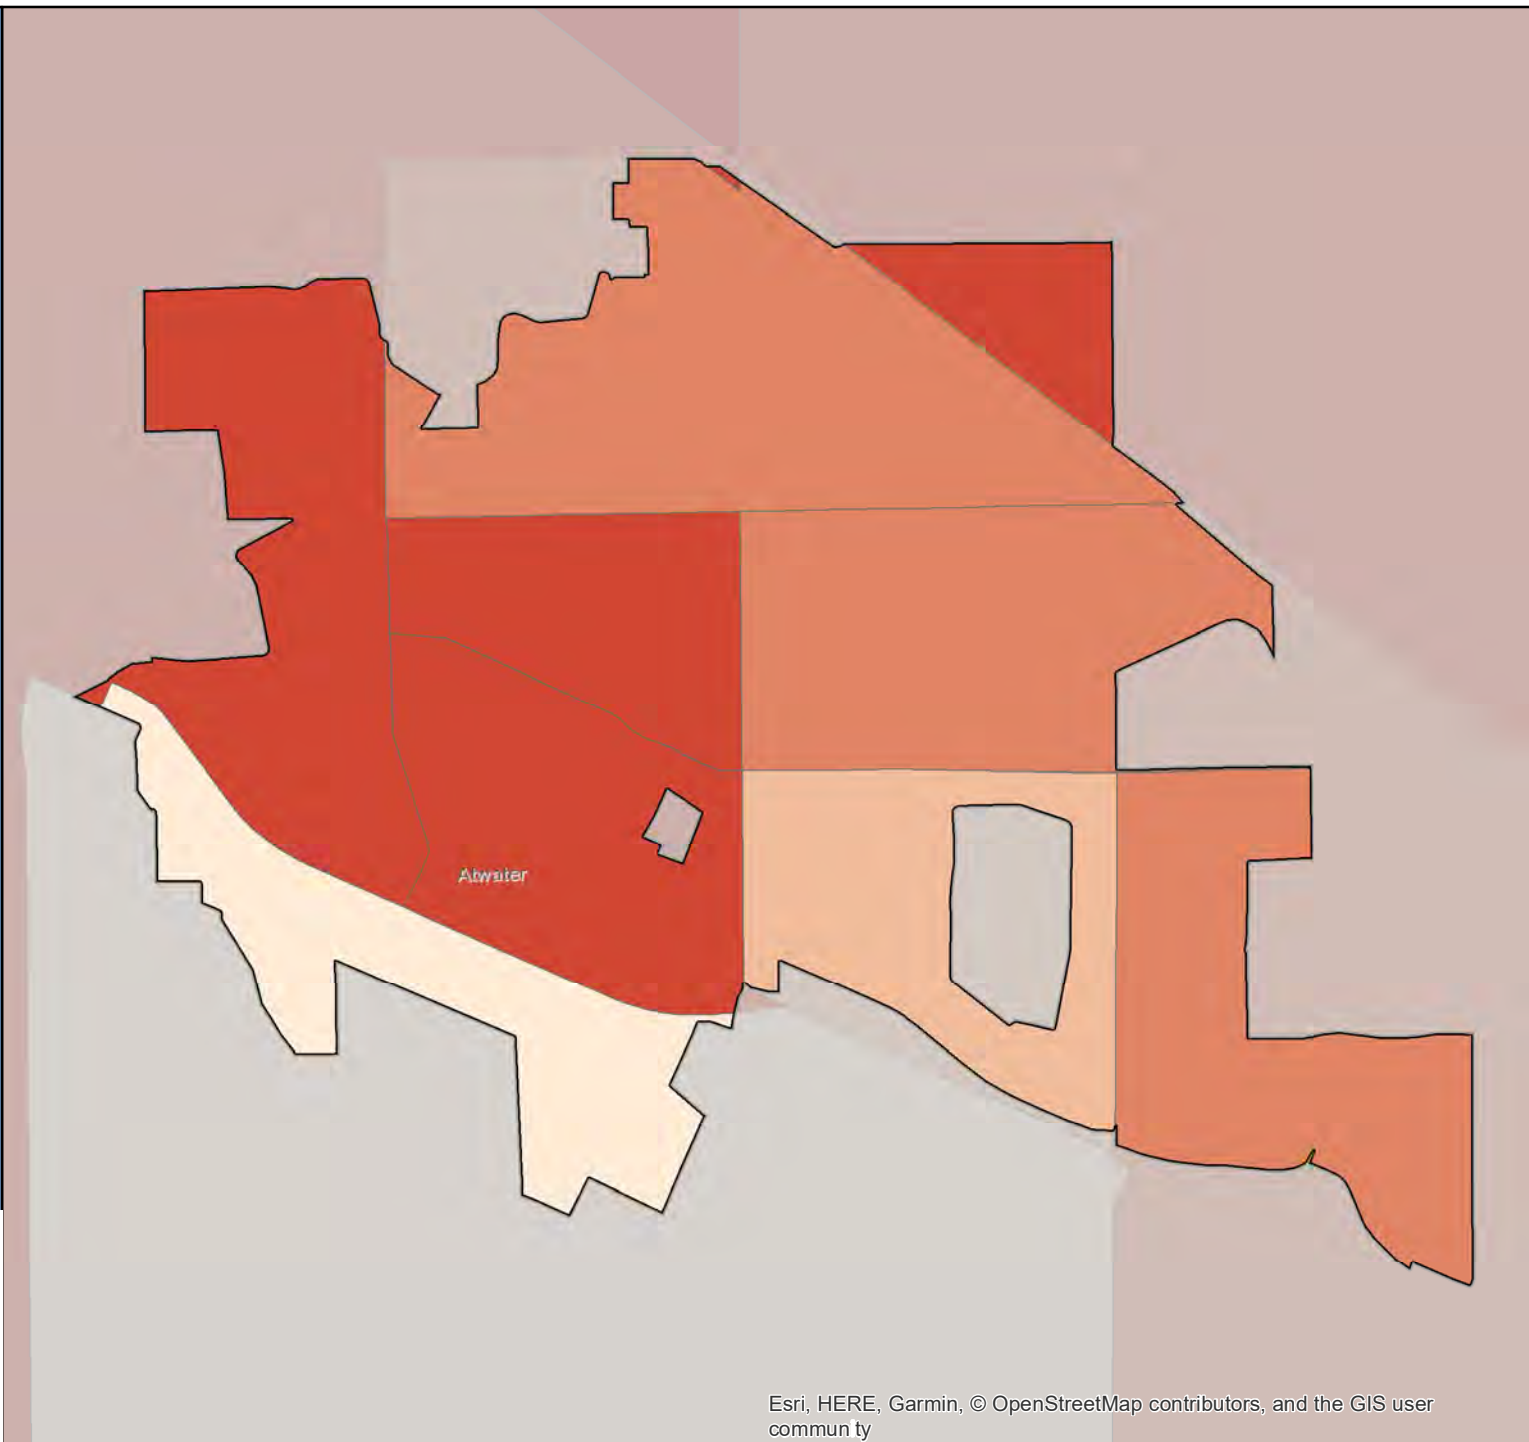 Atwater
Esri, HERE, Garmin, © OpenStreetMap contributors, and the GIS user
commun ty